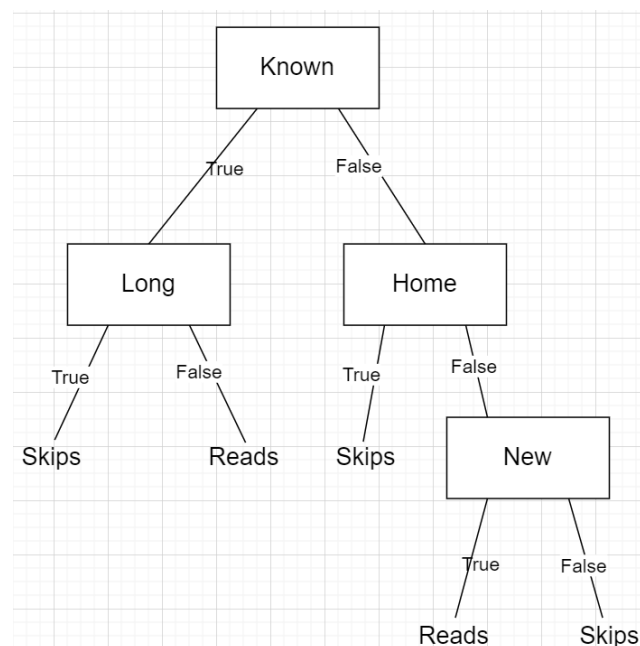 Known
True
False
Long
Home
True
False
True
False
Skips
Reads
Skips
New
True
False
Reads
Skips